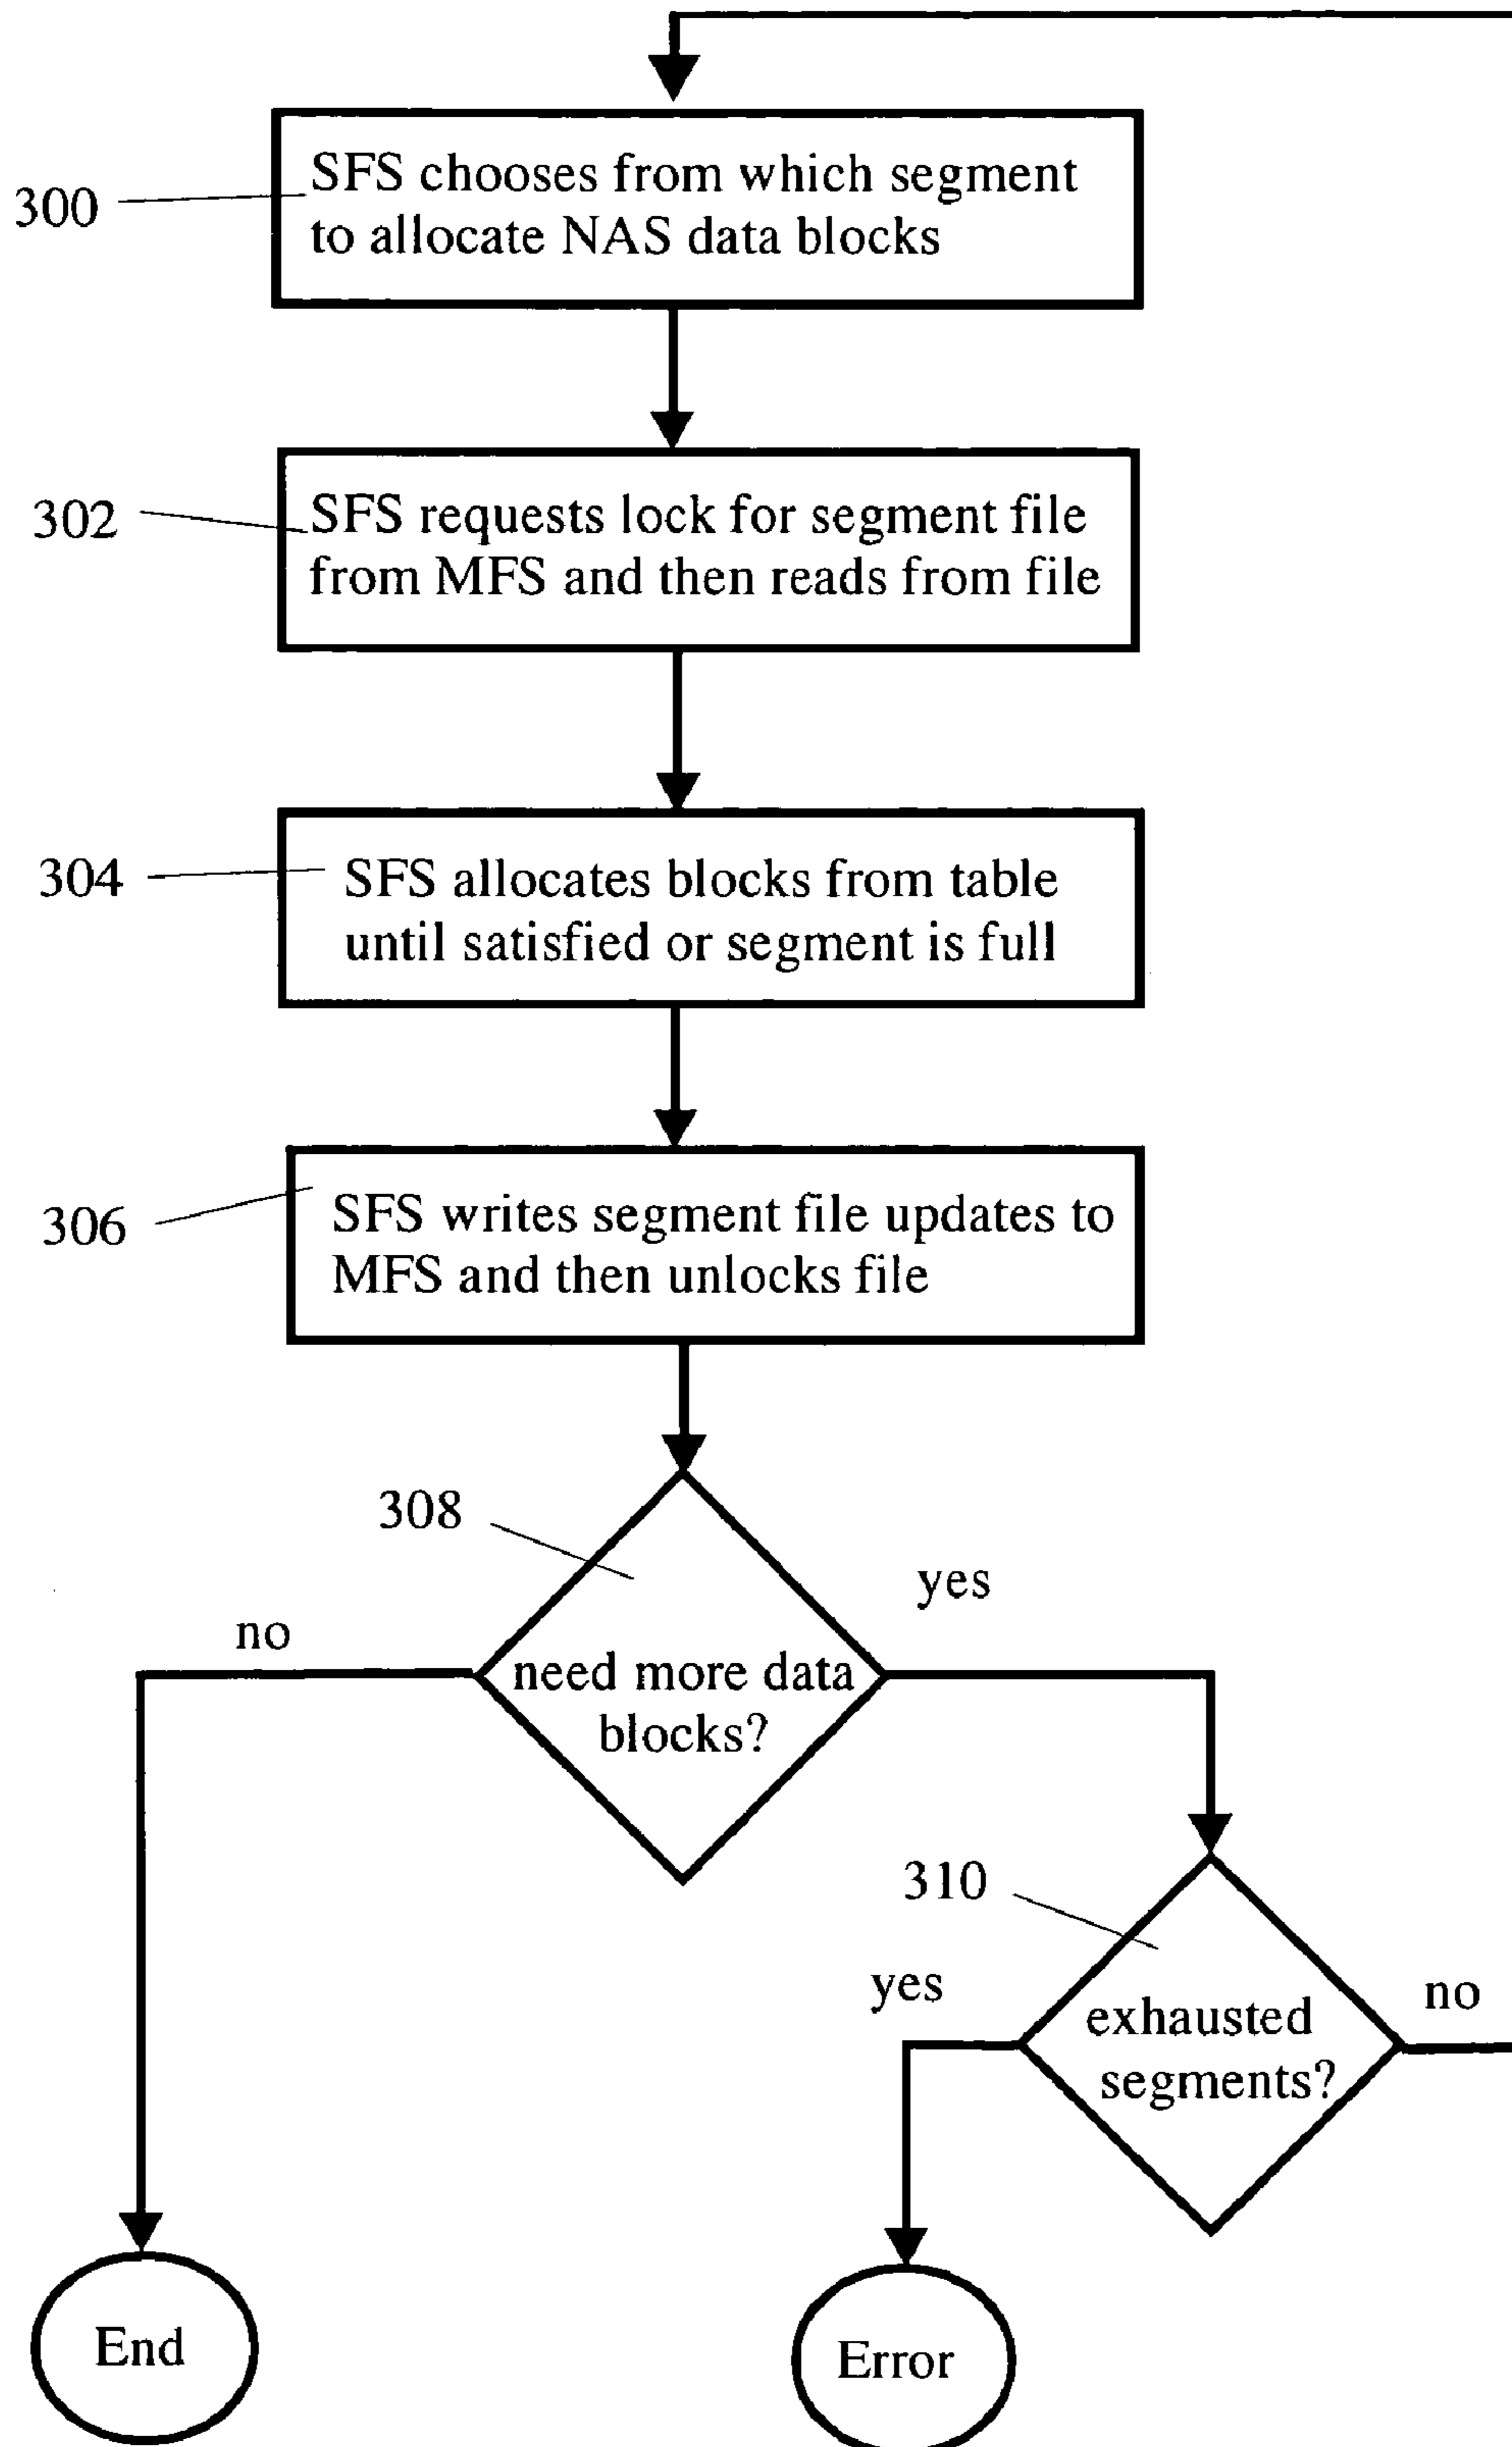 300
SFS chooses from which segment
to allocate NAS data blocks
302
SFS requests lock for segment file
from MFS and then reads from file
304
SFS allocates blocks from table
until satisfied or segment is full
306
SFS writes segment file updates to
MFS and then unlocks file
308
yes
no
need more data
blocks?
310
yes
no
exhausted
segments?
End
Error